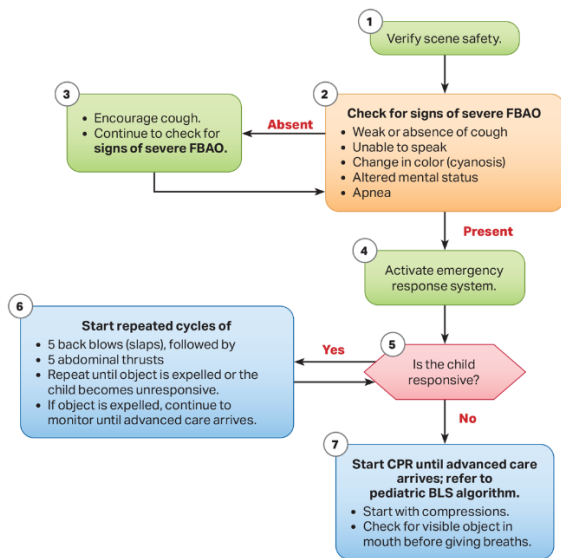 1
Verify scene safety.
2
Check for signs of severe FBAO
• Weak or absence of cough
• Unable to speak
• Change in color (cyanosis)
• Altered mental status
• Apnea
Absent
3
• Encourage cough.
• Continue to check for
signs of severe FBAO.
Present
4
Activate emergency
response system.
5
Is the child
responsive?
Yes
6
Start repeated cycles of
• 5 back blows (slaps), followed by
• 5 abdominal thrusts
• Repeat until object is expelled or the
child becomes unresponsive.
• If object is expelled, continue to
monitor until advanced care arrives.
No
7
Start CPR until advanced care
arrives; refer to
pediatric BLS algorithm.
• Start with compressions.
• Check for visible object in
mouth before giving breaths.